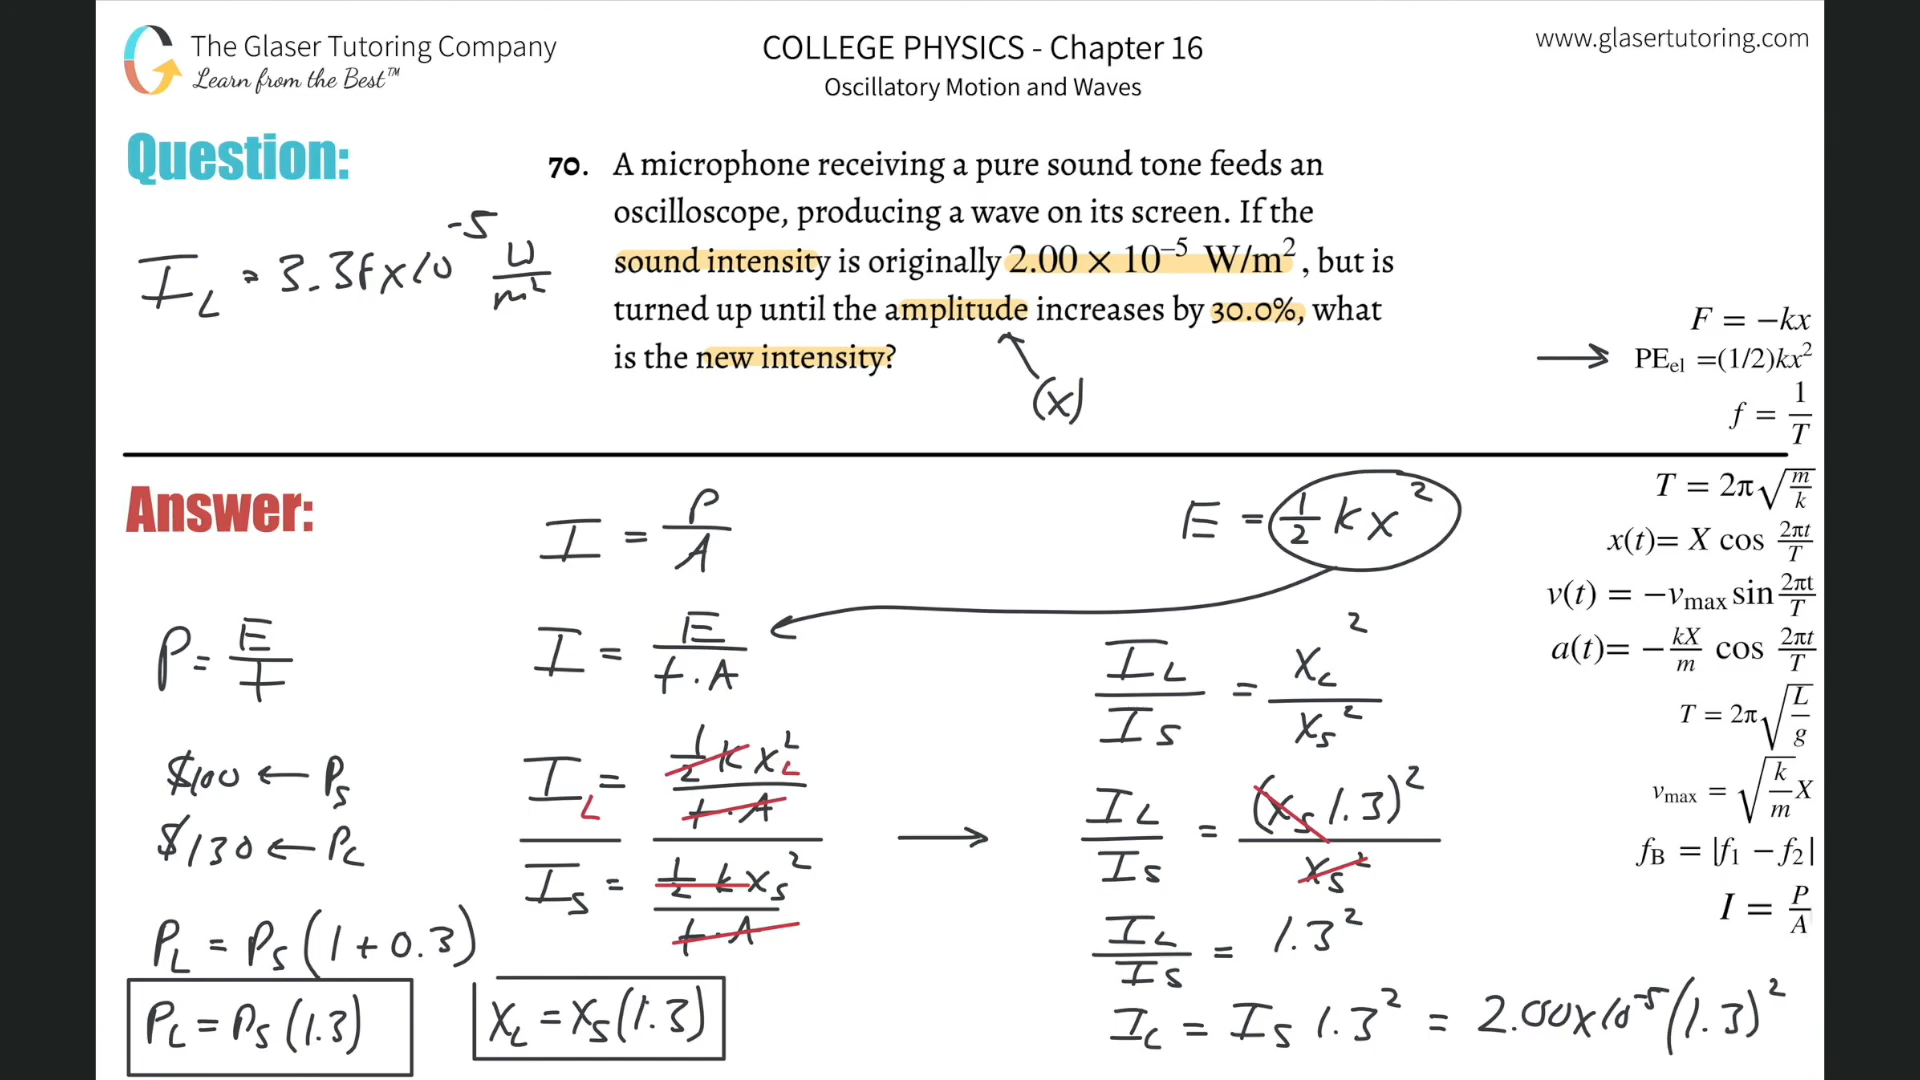 The Glaser Tutoring Company
Learn from the Best™
COLLEGE PHYSICS - Chapter 16
Oscillatory Motion and Waves
www.glasertutoring.com
Question:
70. A microphone receiving a pure sound tone feeds an
oscilloscope, producing a wave on its screen. If the
sound intensity is originally 2.00 × 10⁻⁵ W/m², but is
turned up until the amplitude increases by 30.0%, what
is the new intensity?
(x)
I_L = 3.38x10⁻⁵ W/m²
F = −kx
→ PE_el =(1/2)kx²
f = 1/T
T = 2π√(m/k)
x(t)= X cos 2πt/T
v(t) = −v_max sin 2πt/T
a(t)= − kX/m cos 2πt/T
T = 2π√(L/g)
v_max = √(k/m)X
f_B = |f₁ − f₂|
I = P/A
Answer:
P = E/t
$100 ← P_S
$130 ← P_L
P_L = P_S (1 + 0.3)
P_L = P_S (1.3)
I = P/A
I = E/(t · A)
I_L = (½ k x_L²)/(t · A)
I_S = (½ k x_S²)/(t · A)
→
X_L = X_S (1.3)
E = ½ k x²
I_L/I_S = X_L²/X_S²
I_L/I_S = (X_S 1.3)²/X_S²
I_L/I_S = 1.3²
I_L = I_S 1.3² = 2.00x10⁻⁵ (1.3)²